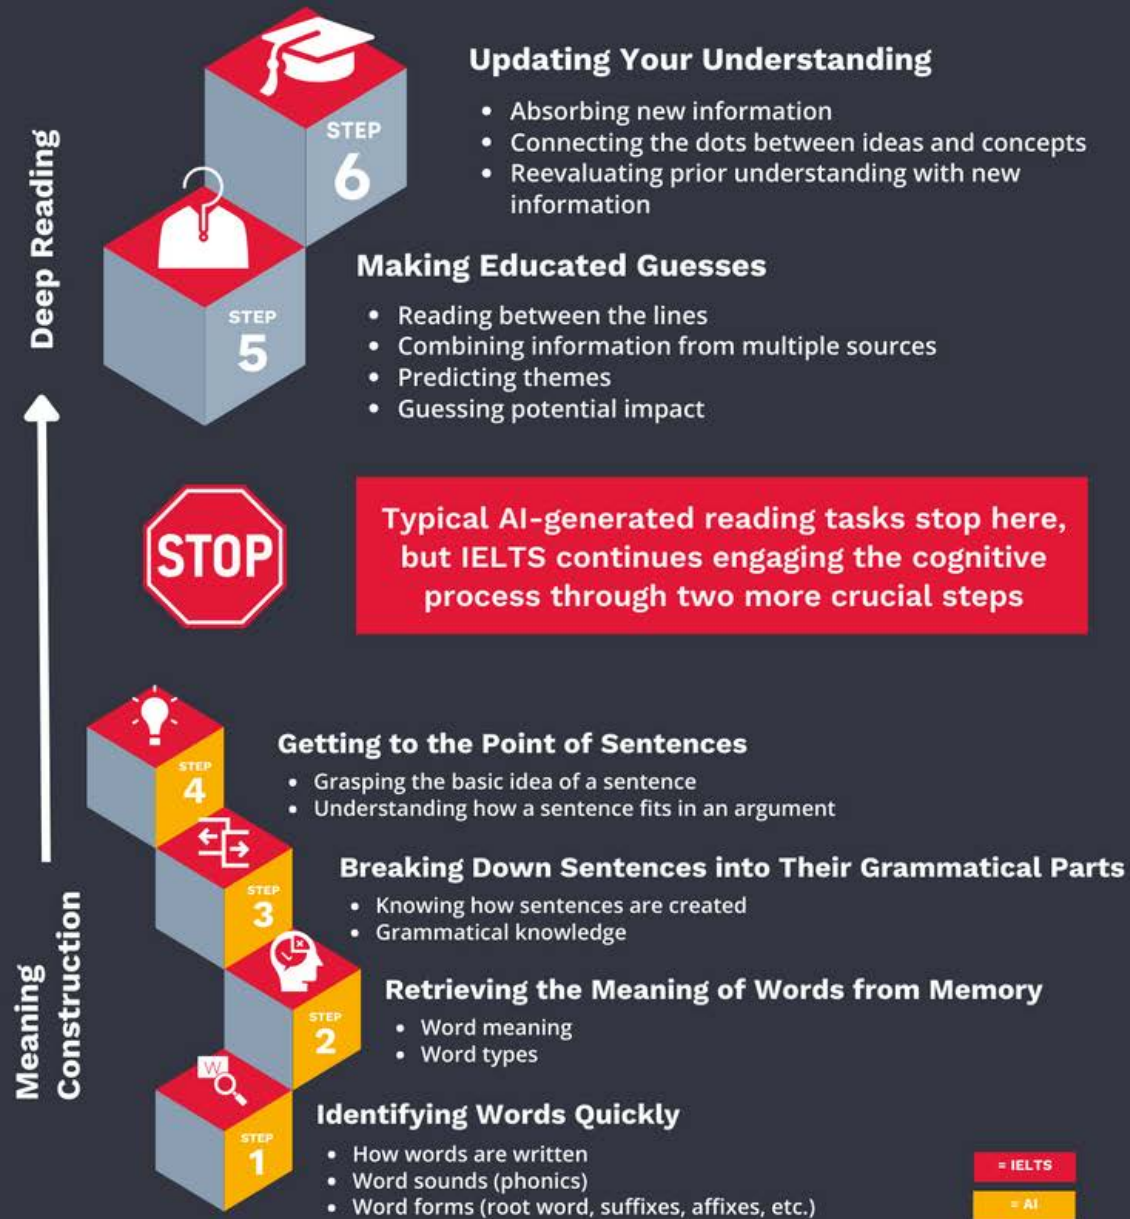 Updating Your Understanding
• Absorbing new information
• Connecting the dots between ideas and concepts
• Reevaluating prior understanding with new
information
STEP
6
Deep Reading
Making Educated Guesses
• Reading between the lines
• Combining information from multiple sources
• Predicting themes
• Guessing potential impact
STEP
5
STOP
Typical AI-generated reading tasks stop here,
but IELTS continues engaging the cognitive
process through two more crucial steps
Getting to the Point of Sentences
• Grasping the basic idea of a sentence
• Understanding how a sentence fits in an argument
STEP
4
Breaking Down Sentences into Their Grammatical Parts
• Knowing how sentences are created
• Grammatical knowledge
STEP
3
Meaning
Construction
Retrieving the Meaning of Words from Memory
• Word meaning
• Word types
STEP
2
W
Identifying Words Quickly
• How words are written
• Word sounds (phonics)
• Word forms (root word, suffixes, affixes, etc.)
STEP
1
= IELTS
= AI